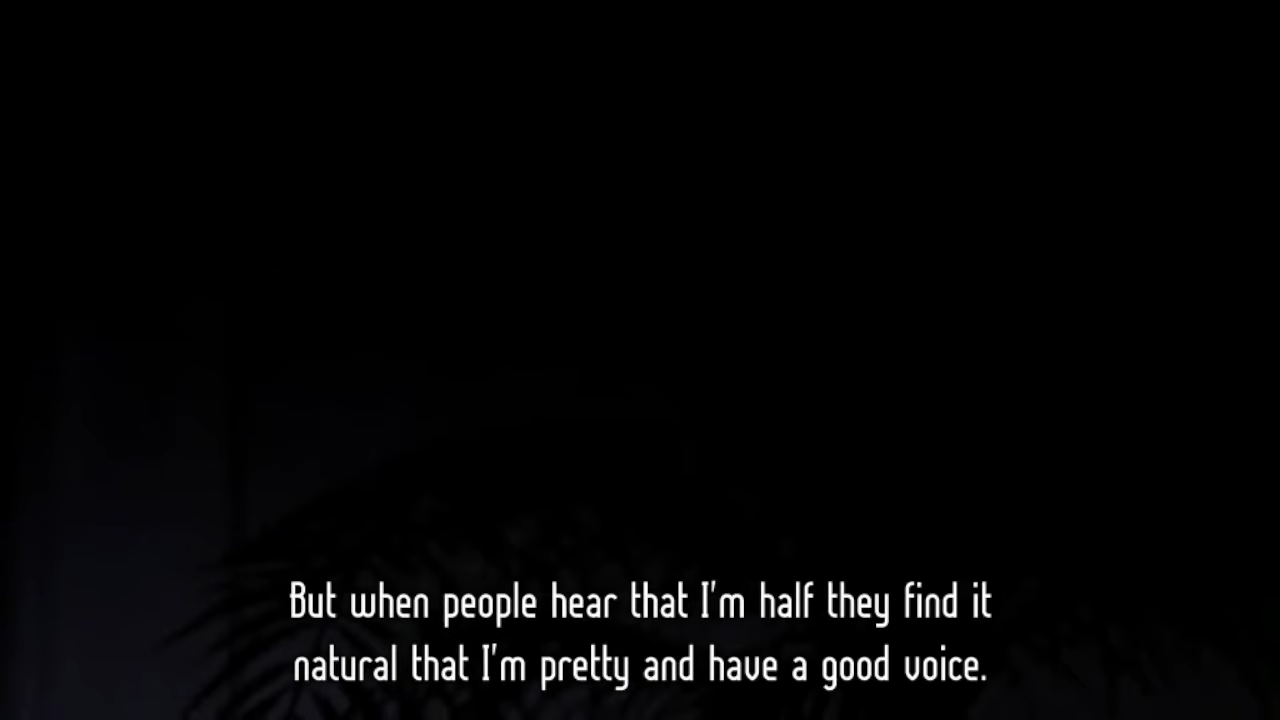 But when people hear that I'm half they find it
natural that I'm pretty and have a good voice.